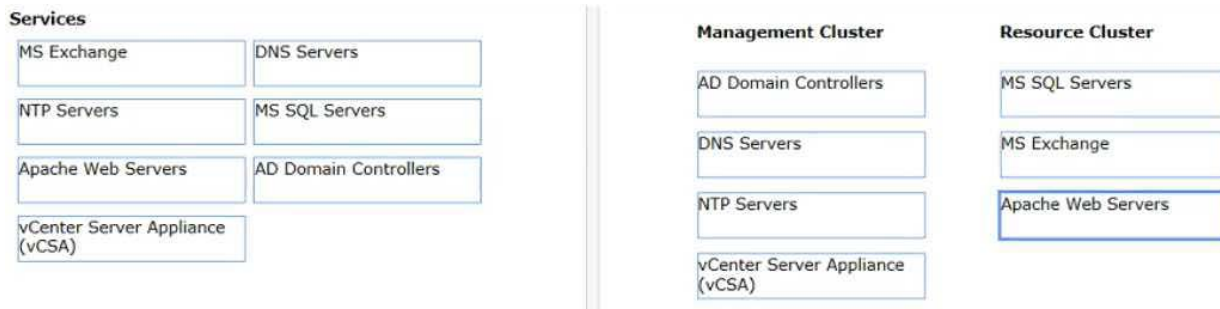 Services
MS Exchange
DNS Servers
NTP Servers
MS SQL Servers
Apache Web Servers
AD Domain Controllers
vCenter Server Appliance
(vCSA)
Management Cluster
AD Domain Controllers
DNS Servers
NTP Servers
vCenter Server Appliance
(vCSA)
Resource Cluster
MS SQL Servers
MS Exchange
Apache Web Servers